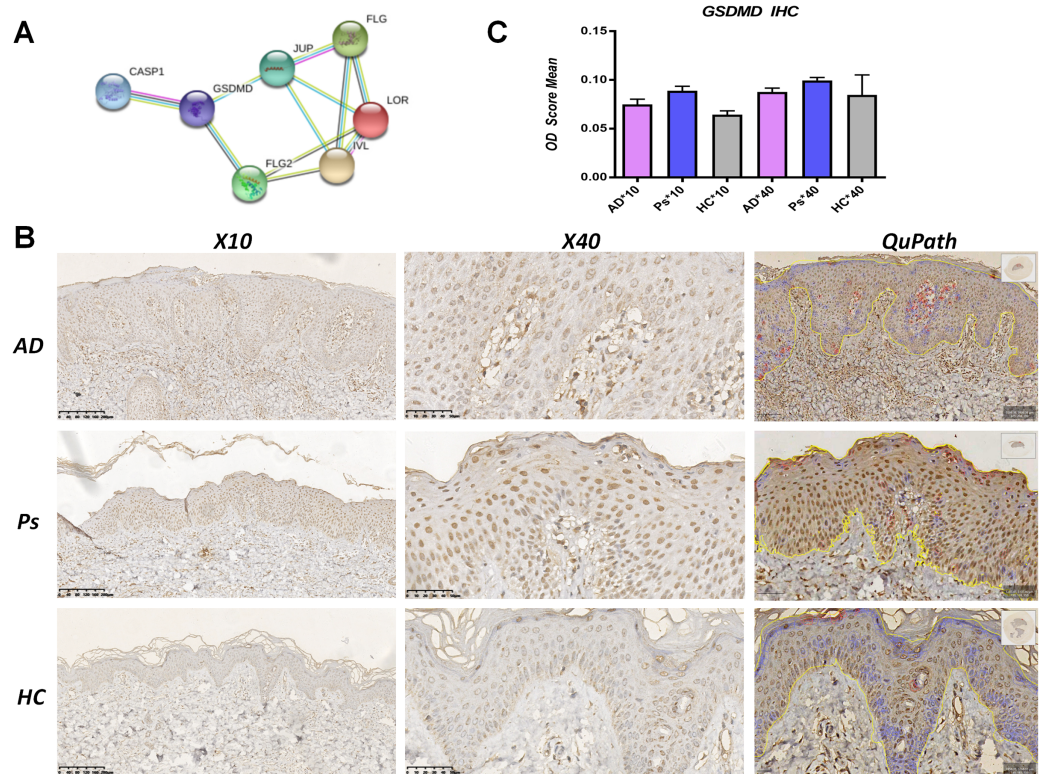 A
FLG
JUP
CASP1
GSDMD
LOR
IVL
FLG2
C
GSDMD IHC
OD Score Mean
0.15
0.10
0.05
0.00
AD*10
Ps*10
HC*10
AD*40
Ps*40
HC*40
B
X10
X40
QuPath
AD
Ps
HC